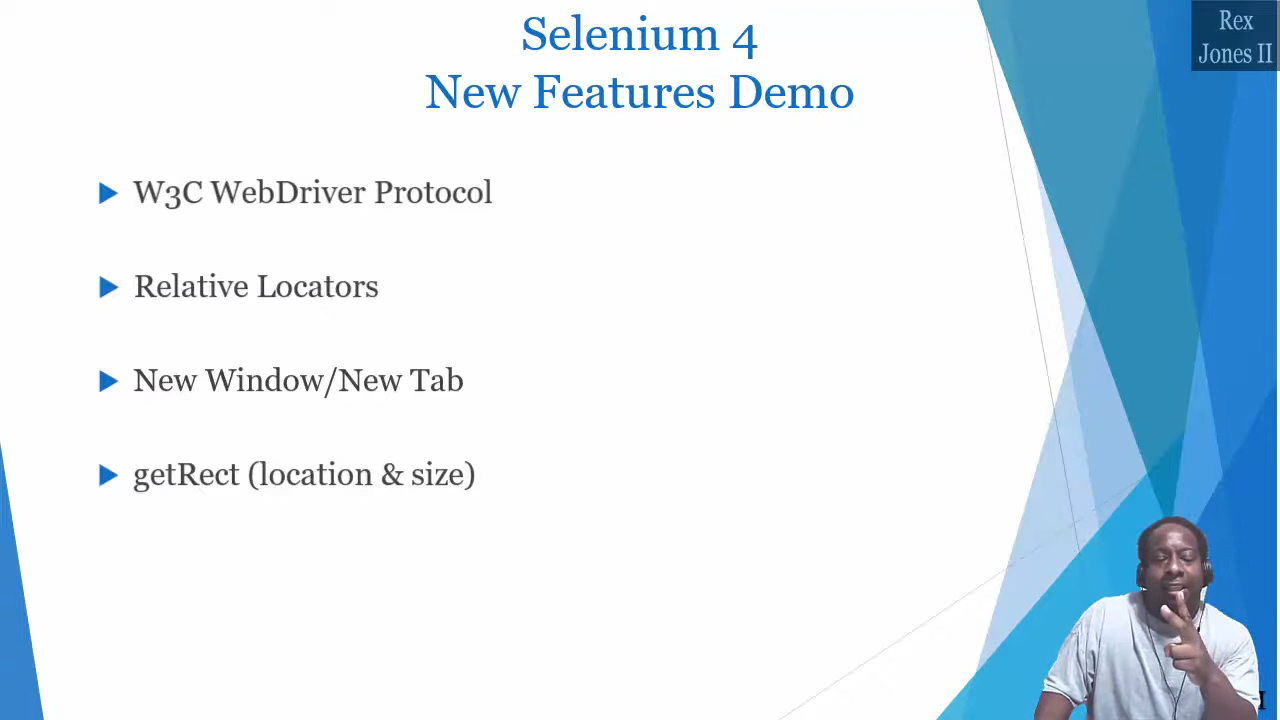 Selenium 4
New Features Demo
Rex
Jones II
W3C WebDriver Protocol
Relative Locators
New Window/New Tab
getRect (location & size)